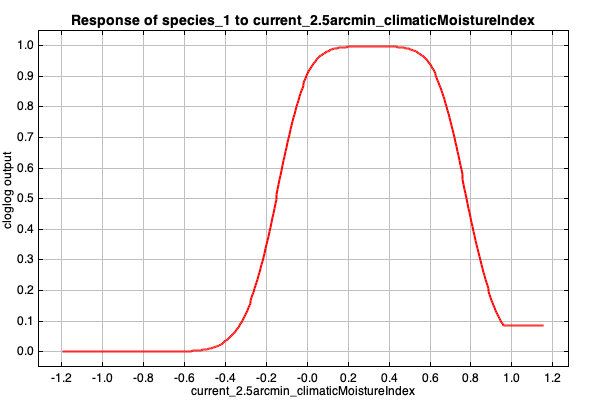 Response of species_1 to current_2.5arcmin_climaticMoistureIndex
1.0
0.9
0.8
0.7
0.6
0.5
0.4
0.3
0.2
0.1
0.0
cloglog output
-1.2 -1.0 -0.8 -0.6 -0.4 -0.2 -0.0 0.2 0.4 0.6 0.8 1.0 1.2
current_2.5arcmin_climaticMoistureIndex